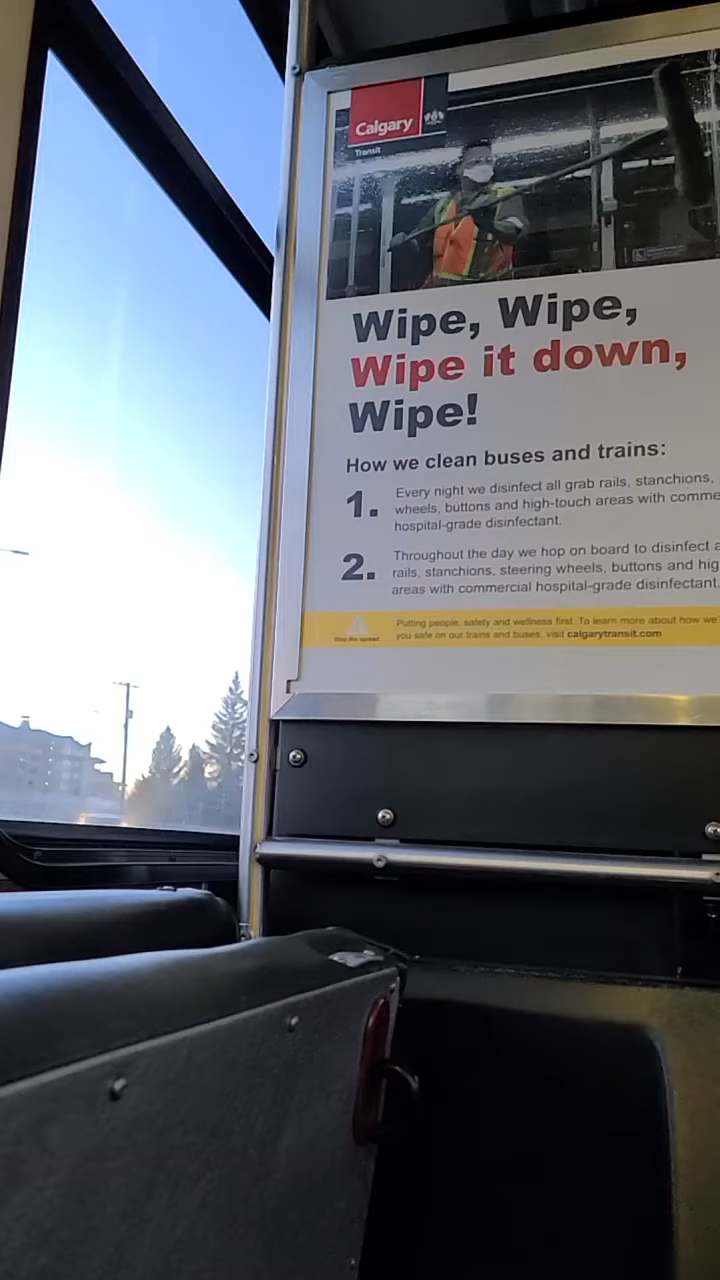 Calgary
Transit
Wipe, Wipe,
Wipe it down,
Wipe!
How we clean buses and trains:
1. Every night we disinfect all grab rails, stanchions,
wheels, buttons and high-touch areas with comme
hospital-grade disinfectant.
2. Throughout the day we hop on board to disinfect a
rails, stanchions, steering wheels, buttons and hig
areas with commercial hospital-grade disinfectant.
Stop the spread.
Putting people, safety and wellness first. To learn more about how we'
you safe on our trains and buses, visit calgarytransit.com